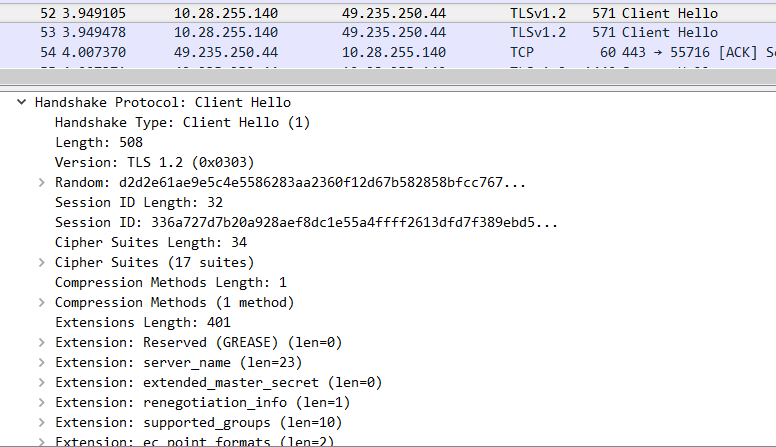 52 3.949105 10.28.255.140 49.235.250.44 TLSv1.2 571 Client Hello
53 3.949478 10.28.255.140 49.235.250.44 TLSv1.2 571 Client Hello
54 4.007370 49.235.250.44 10.28.255.140 TCP 60 443 → 55716 [ACK]
Handshake Protocol: Client Hello
Handshake Type: Client Hello (1)
Length: 508
Version: TLS 1.2 (0x0303)
Random: d2d2e61ae9e5c4e5586283aa2360f12d67b582858bfcc767...
Session ID Length: 32
Session ID: 336a727d7b20a928aef8dc1e55a4ffff2613dfd7f389ebd5...
Cipher Suites Length: 34
Cipher Suites (17 suites)
Compression Methods Length: 1
Compression Methods (1 method)
Extensions Length: 401
Extension: Reserved (GREASE) (len=0)
Extension: server_name (len=23)
Extension: extended_master_secret (len=0)
Extension: renegotiation_info (len=1)
Extension: supported_groups (len=10)
Extension: ec_point_formats (len=2)